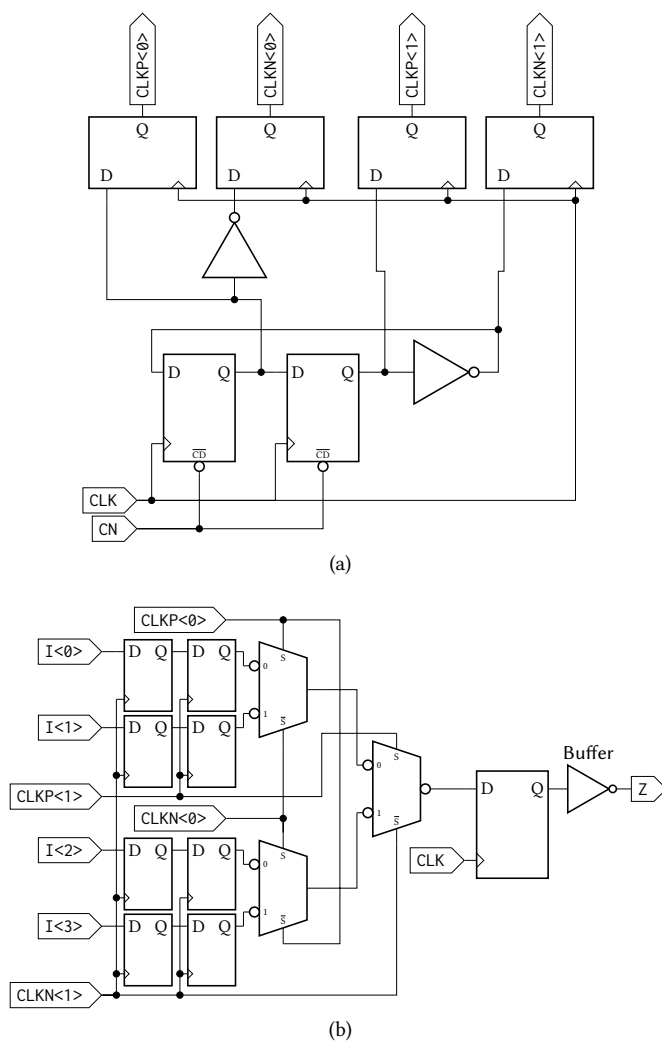 CLKP<0> CLKN<0> CLKP<1> CLKN<1>
Q Q Q Q
D D D D
D Q D Q
CD CD
CLK
CN
(a)
CLKP<0>
I<0> D Q D Q 0 S
I<1> D Q D Q 1 S
Buffer
CLKP<1>
CLKN<0>
0 S
1 S
D Q Z
CLK
I<2> D Q D Q 0 S
I<3> D Q D Q 1 S
CLKN<1>
(b)